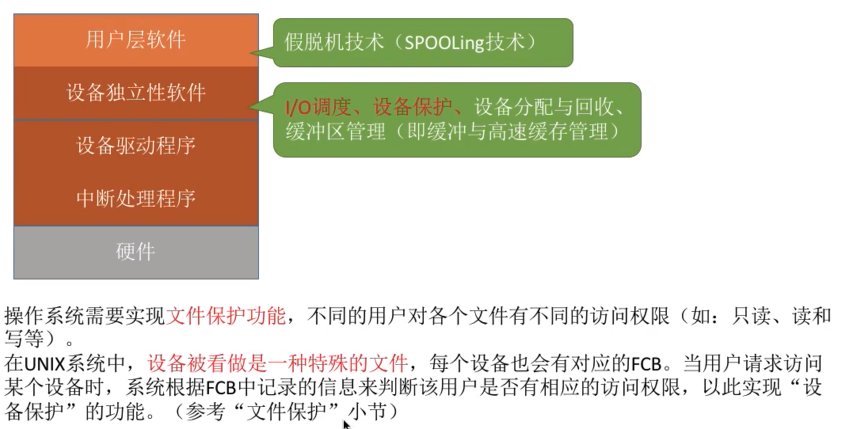 用户层软件
假脱机技术（SPOOLing技术）
设备独立性软件
I/O调度、设备保护、设备分配与回收、
缓冲区管理（即缓冲与高速缓存管理）
设备驱动程序
中断处理程序
硬件
操作系统需要实现文件保护功能，不同的用户对各个文件有不同的访问权限（如：只读、读和
写等）。
在UNIX系统中，设备被看做是一种特殊的文件，每个设备也会有对应的FCB。当用户请求访问
某个设备时，系统根据FCB中记录的信息来判断该用户是否有相应的访问权限，以此实现“设
备保护”的功能。（参考“文件保护”小节）